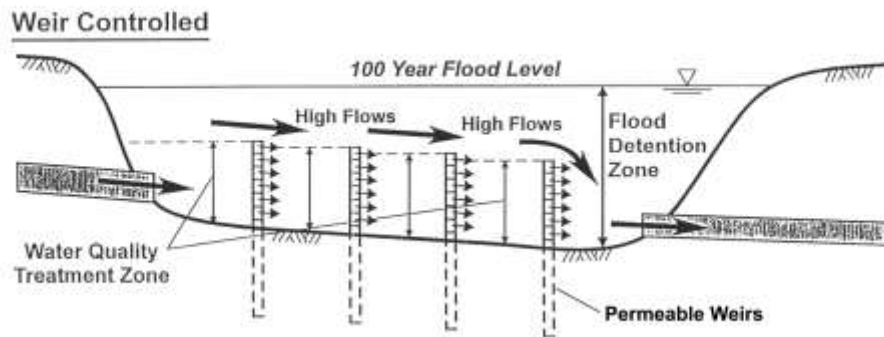 Weir Controlled
100 Year Flood Level
High Flows
High Flows
Flood
Detention
Zone
Water Quality
Treatment Zone
Permeable Weirs